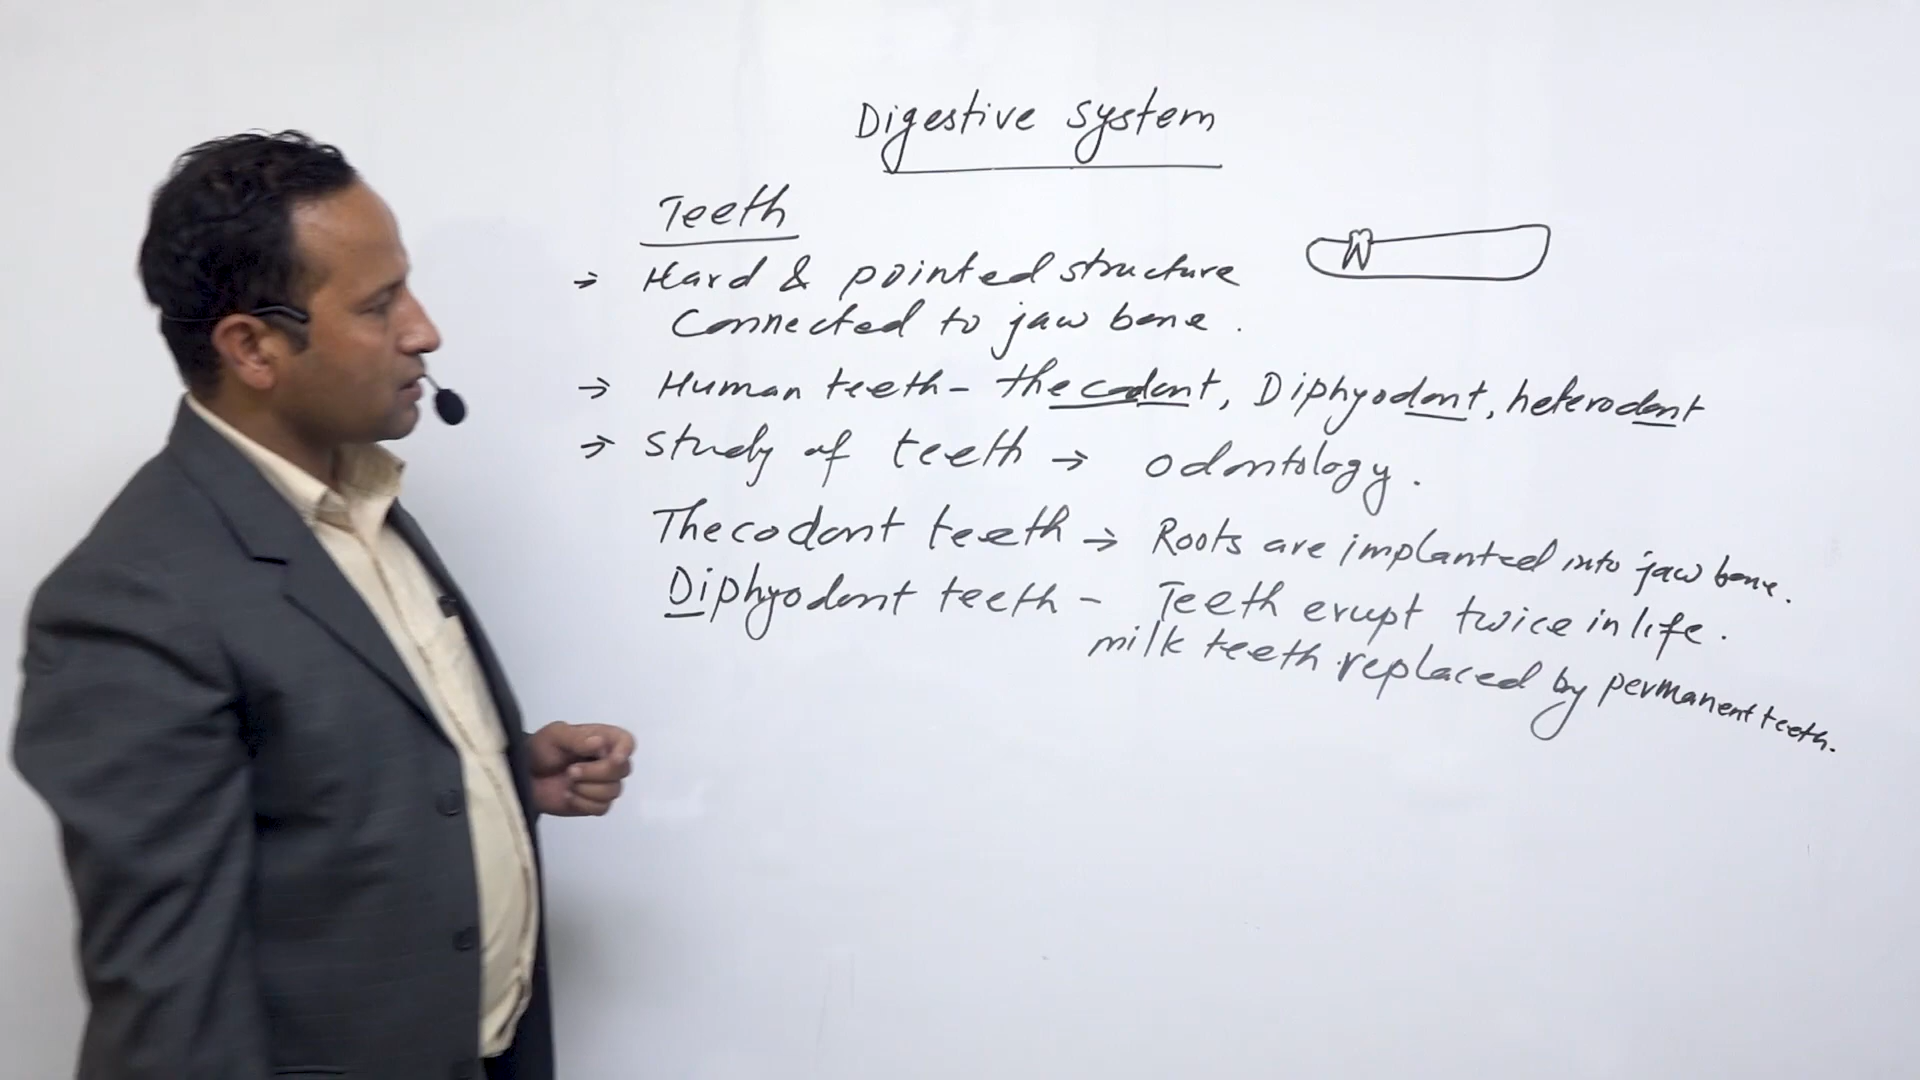 Digestive system
Teeth
→ Hard & pointed structure
Connected to jaw bone.
→ Human teeth - thecodont, Diphyodont, heterodont
→ study of teeth → odontology.
Thecodont teeth → Roots are implanted into jaw bone.
Diphyodont teeth - Teeth erupt twice in life.
milk teeth replaced by permanent teeth.